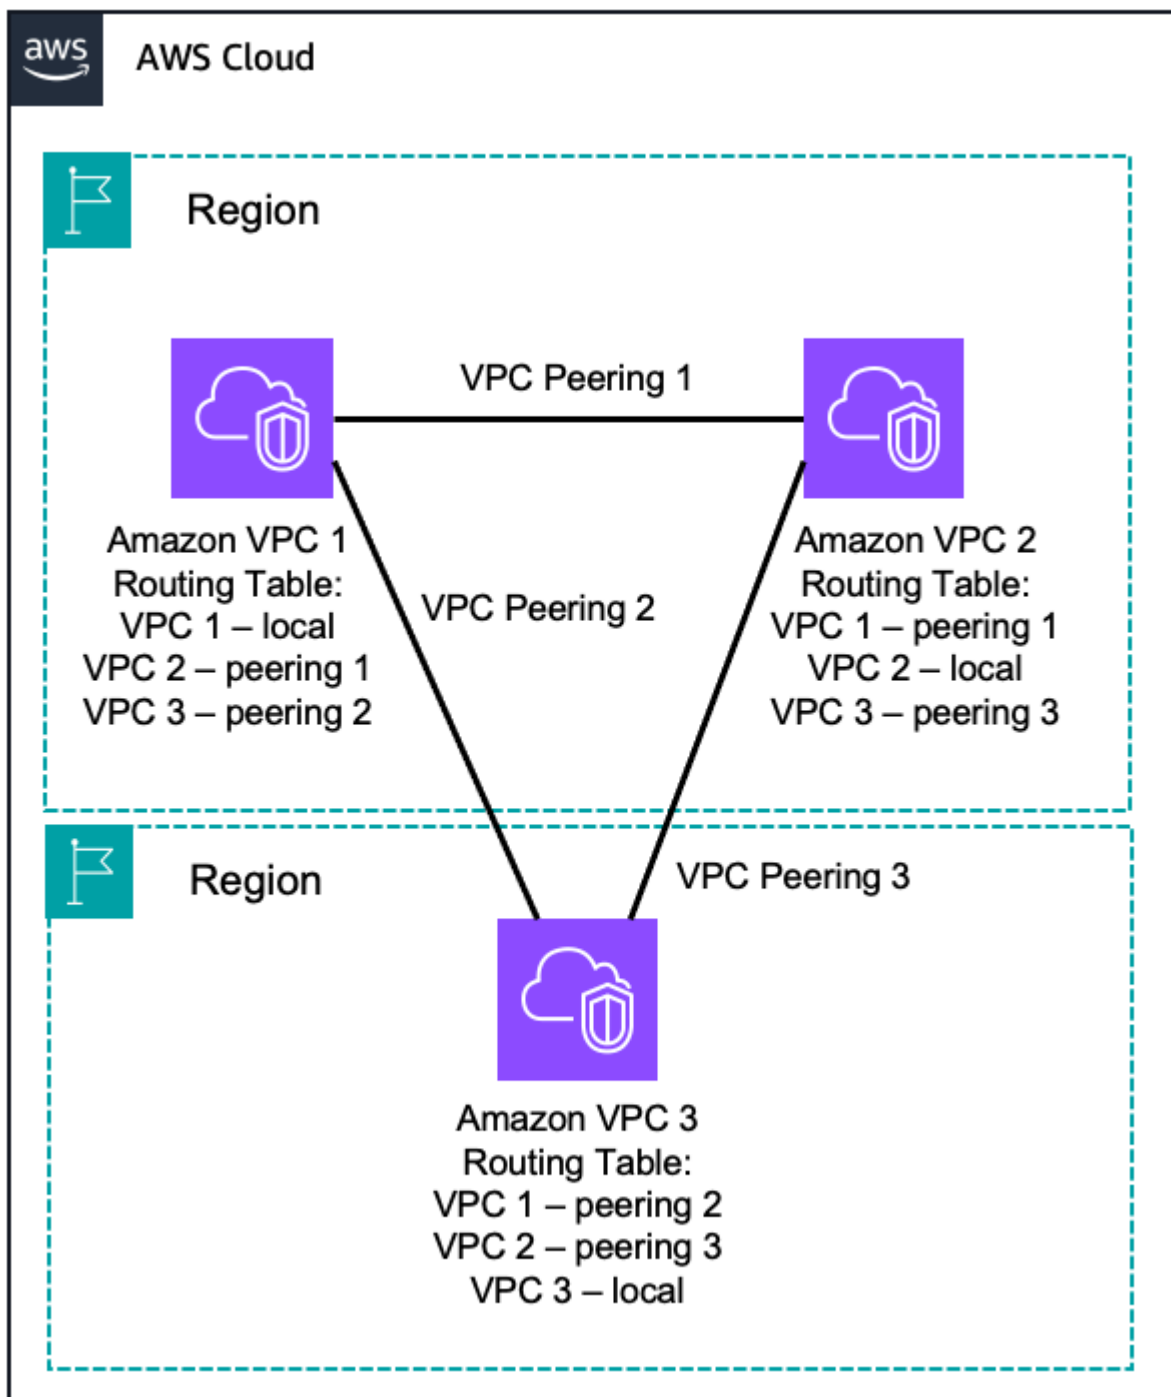 aws
AWS Cloud
Region
VPC Peering 1
Amazon VPC 1
Routing Table:
VPC 1 – local
VPC 2 – peering 1
VPC 3 – peering 2
VPC Peering 2
Amazon VPC 2
Routing Table:
VPC 1 – peering 1
VPC 2 – local
VPC 3 – peering 3
Region
VPC Peering 3
Amazon VPC 3
Routing Table:
VPC 1 – peering 2
VPC 2 – peering 3
VPC 3 – local